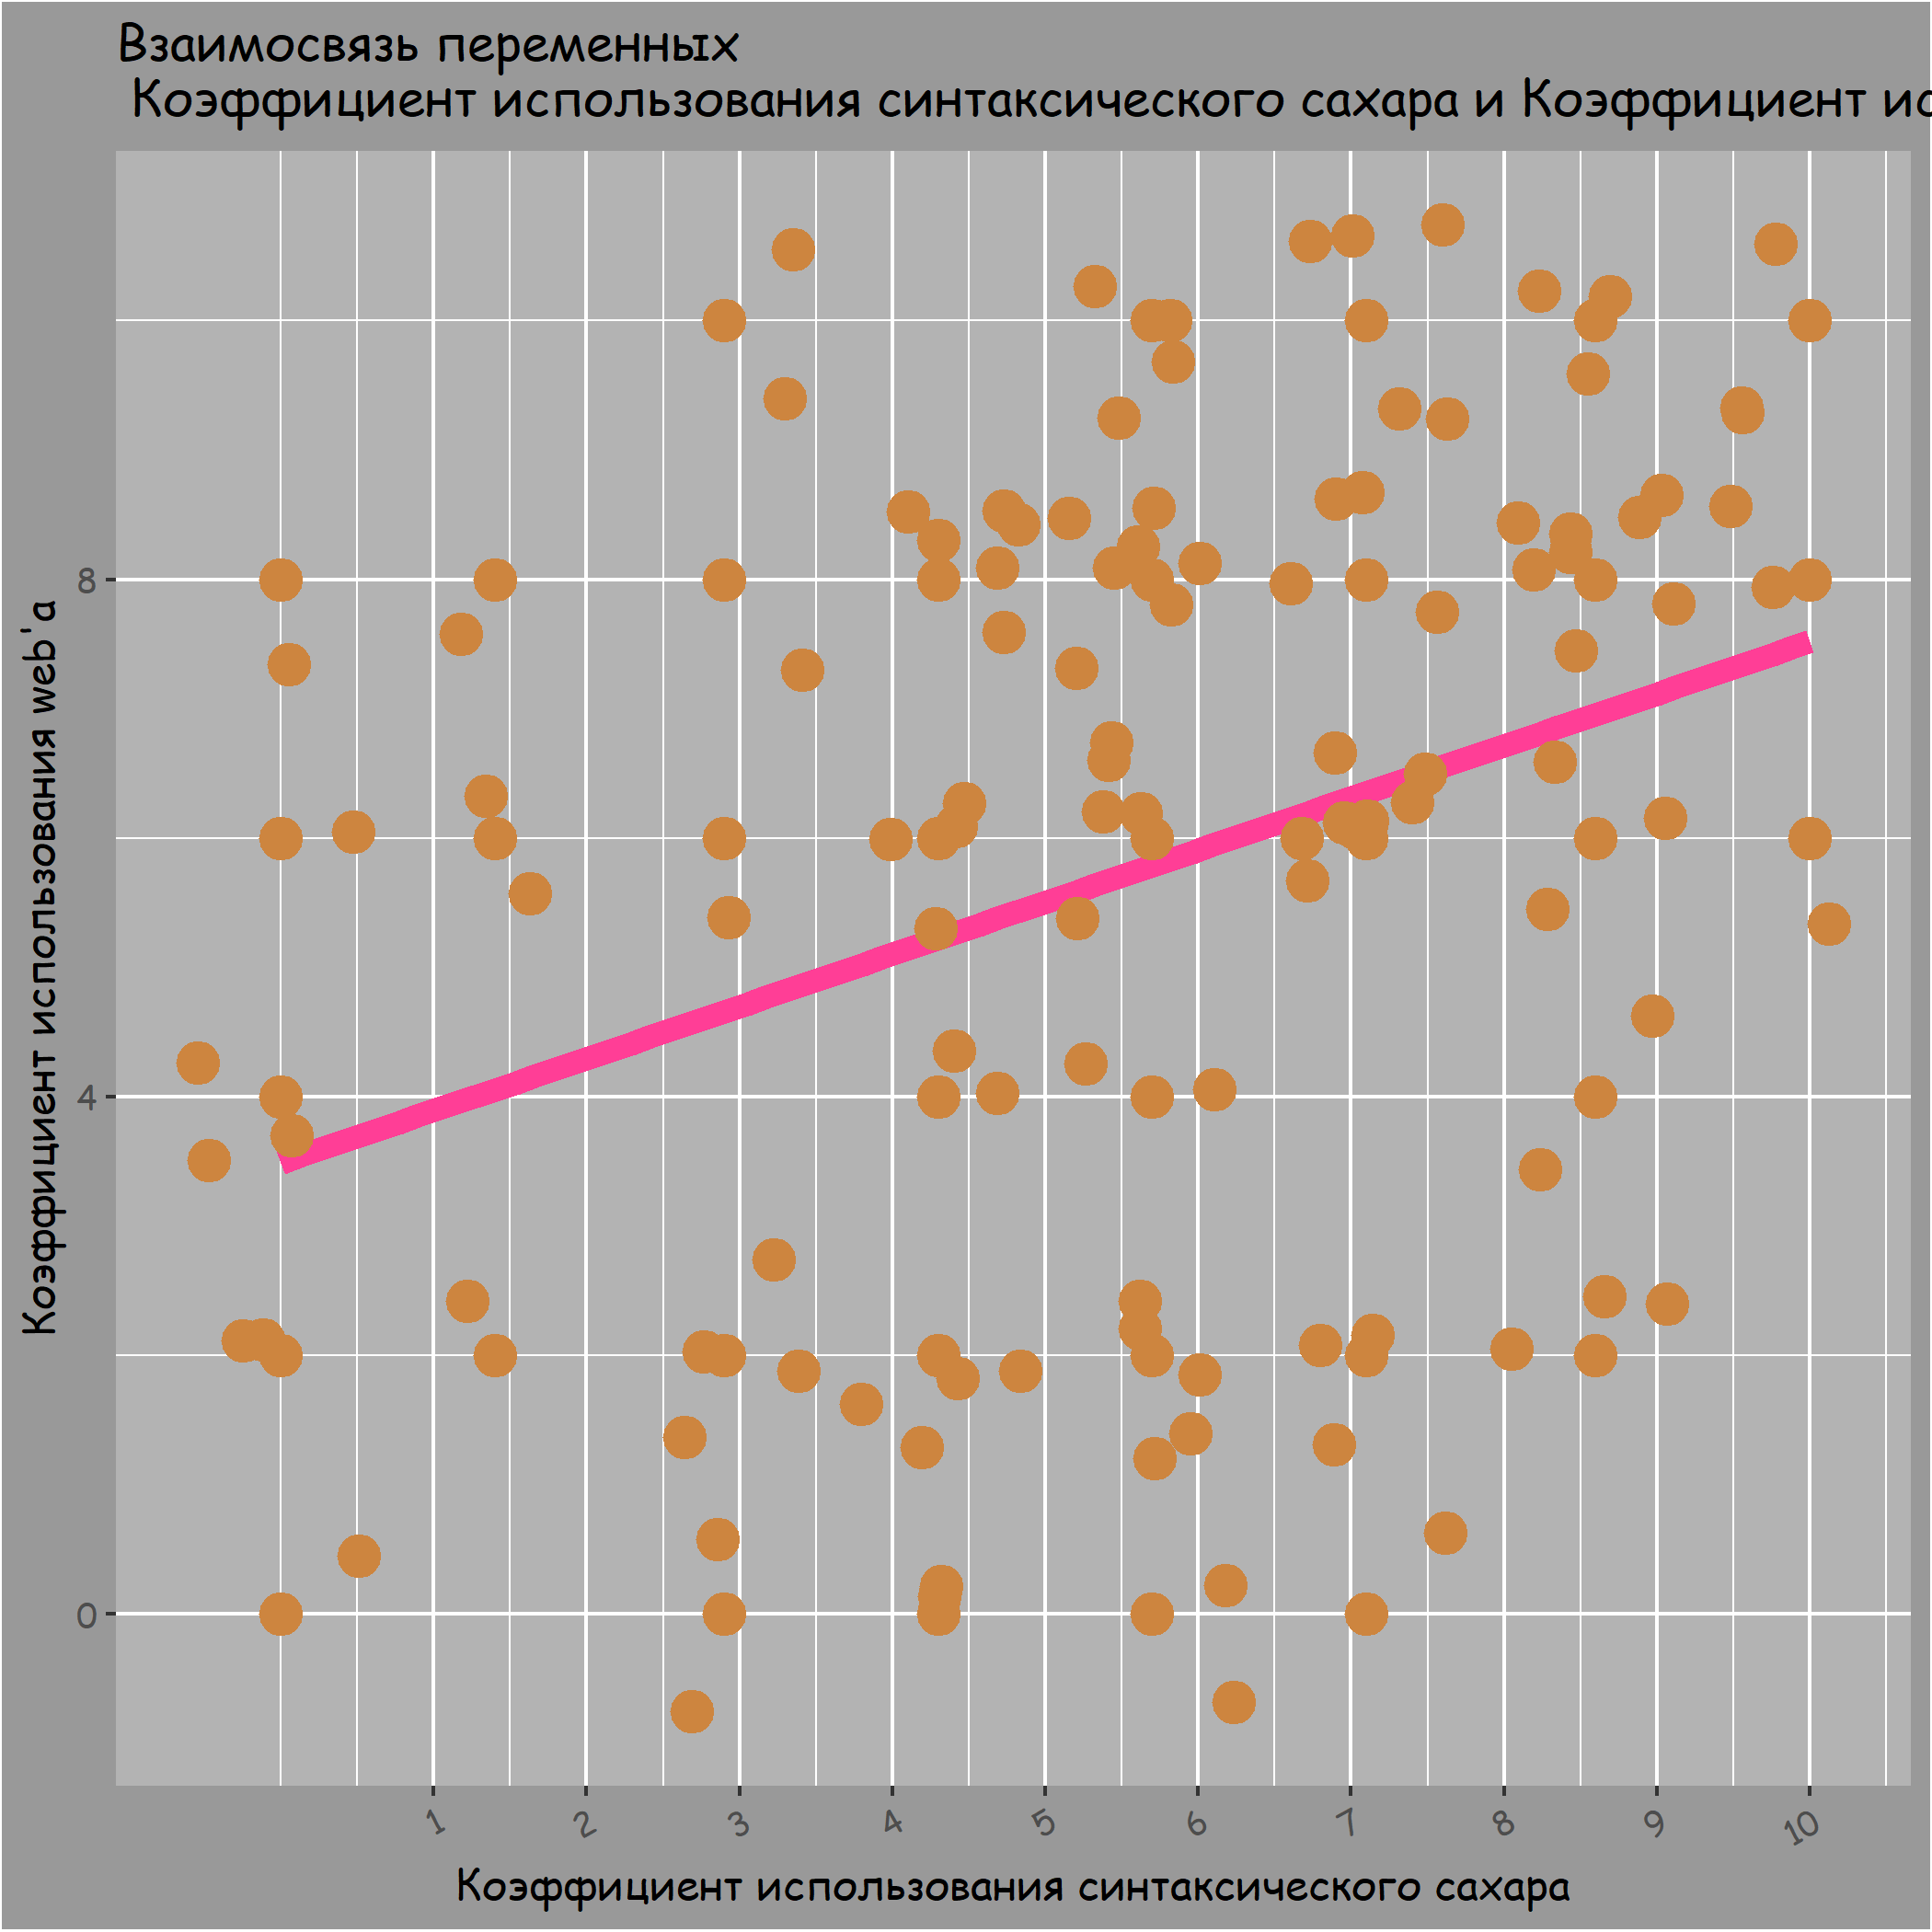 Взаимосвязь переменных
Коэффициент использования синтаксического сахара и Коэффициент
Коэффициент использования web'а
8
4
0
1 2 3 4 5 6 7 8 9 10
Коэффициент использования синтаксического сахара